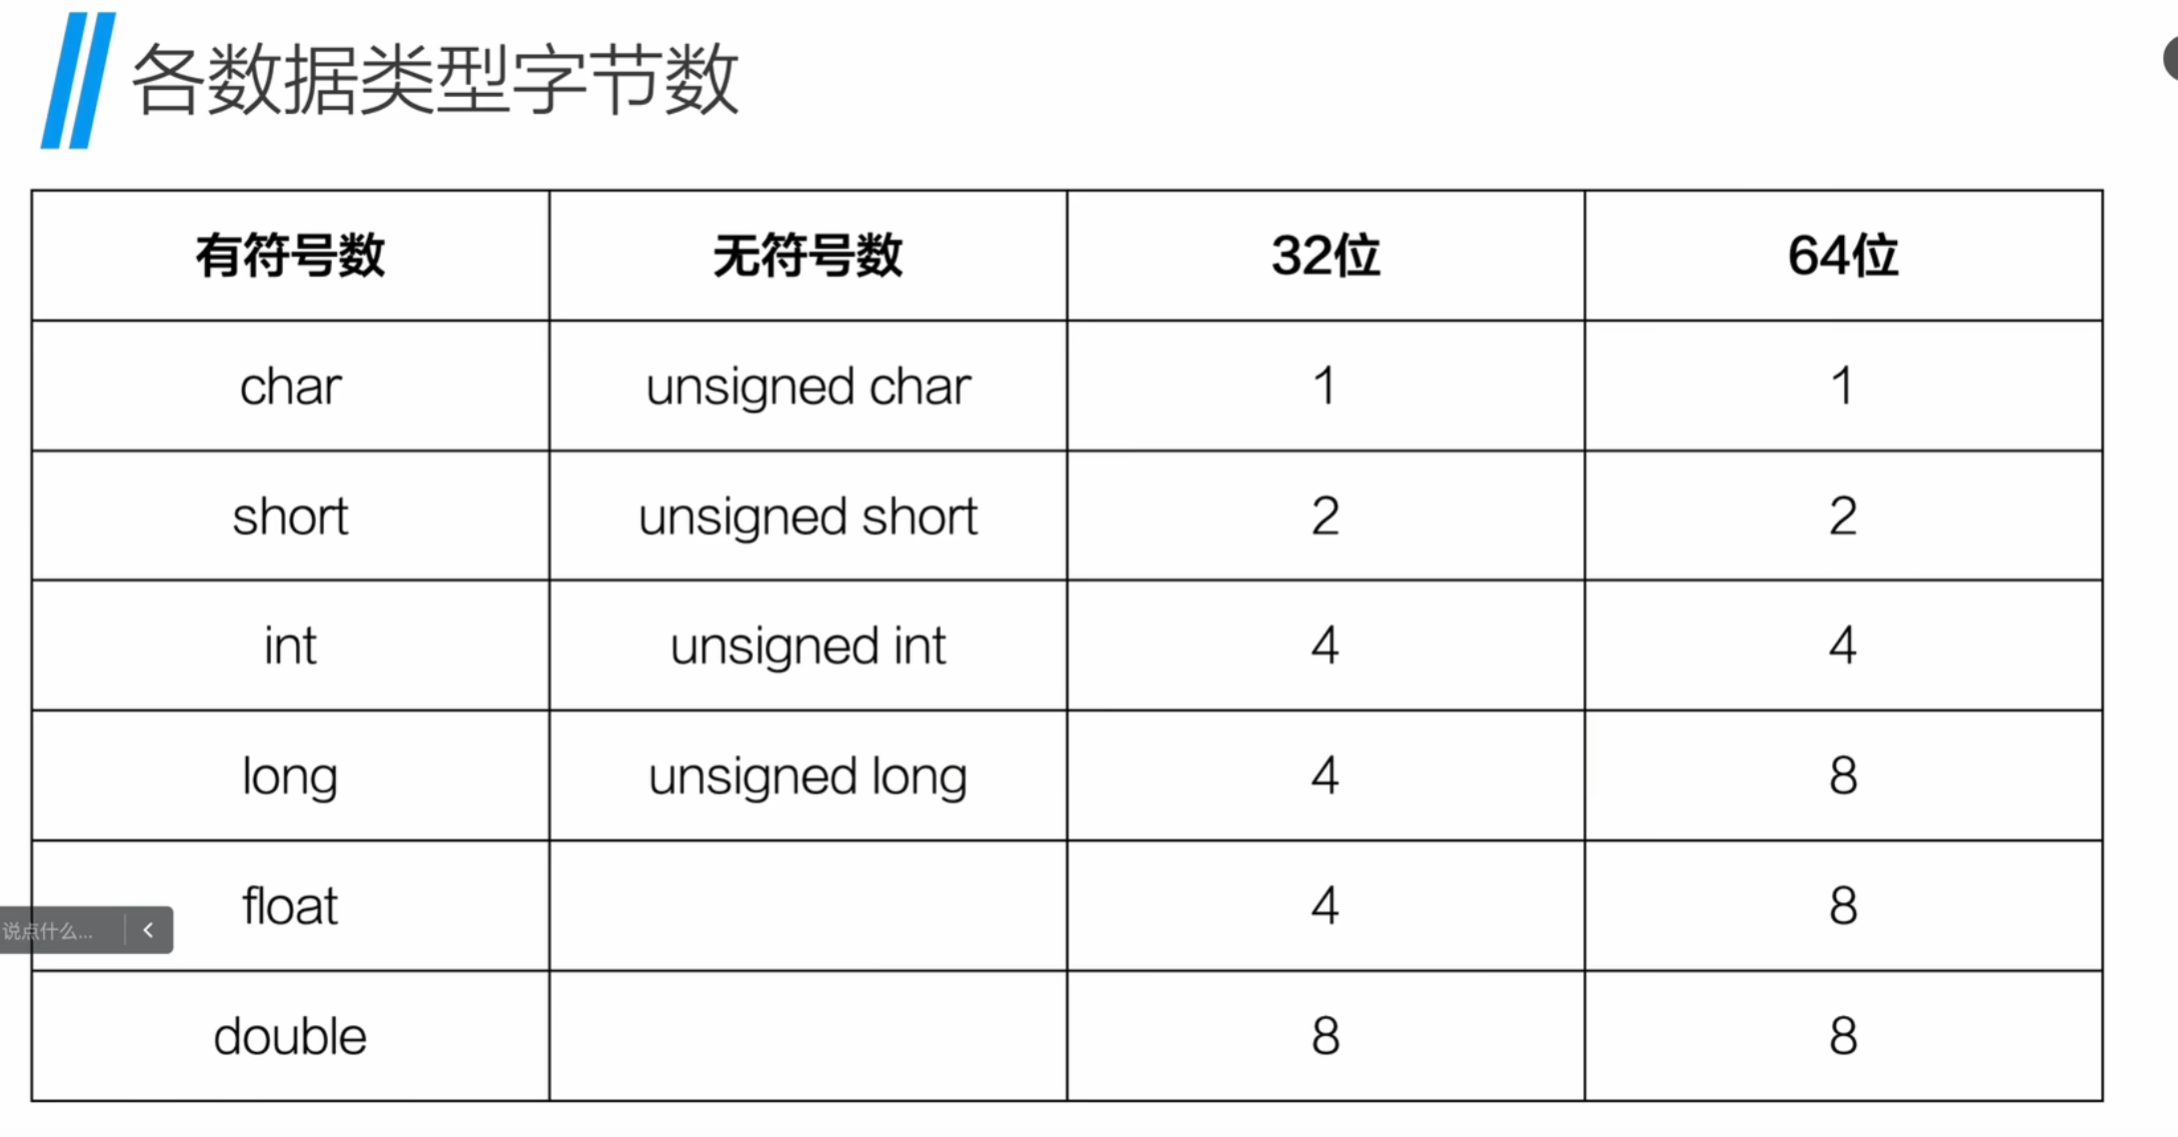 各数据类型字节数
有符号数 无符号数 32位 64位
char unsigned char 1 1
short unsigned short 2 2
int unsigned int 4 4
long unsigned long 4 8
float 4 8
说点什么...
double 8 8